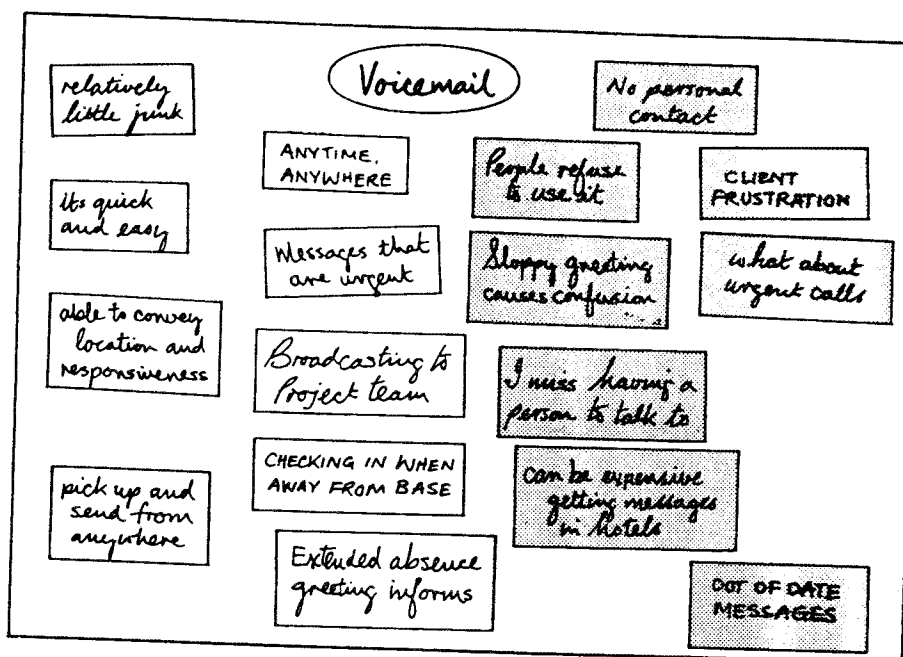 Voicemail
relatively
little junk
its quick
and easy
able to convey
location and
responsiveness
pick up and
send from
anywhere
ANYTIME,
ANYWHERE
Messages that
are urgent
Broadcasting to
Project team
CHECKING IN WHEN
AWAY FROM BASE
Extended absence
greeting informs
No personal
contact
People refuse
to use it
Sloppy greeting
causes confusion
I miss having a
person to talk to
can be expensive
getting messages
in hotels
CLIENT
FRUSTRATION
what about
urgent calls
OUT OF DATE
MESSAGES